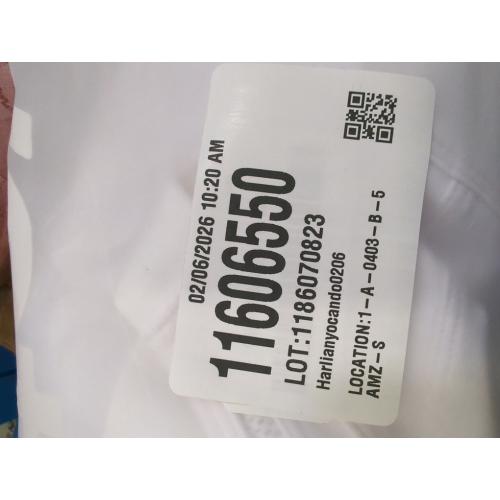 02/06/2026 10:20 AM
11606550
LOT:1186070823
Harlianyocando0206
LOCATION:1-A-0403-B-5
AMZ-S